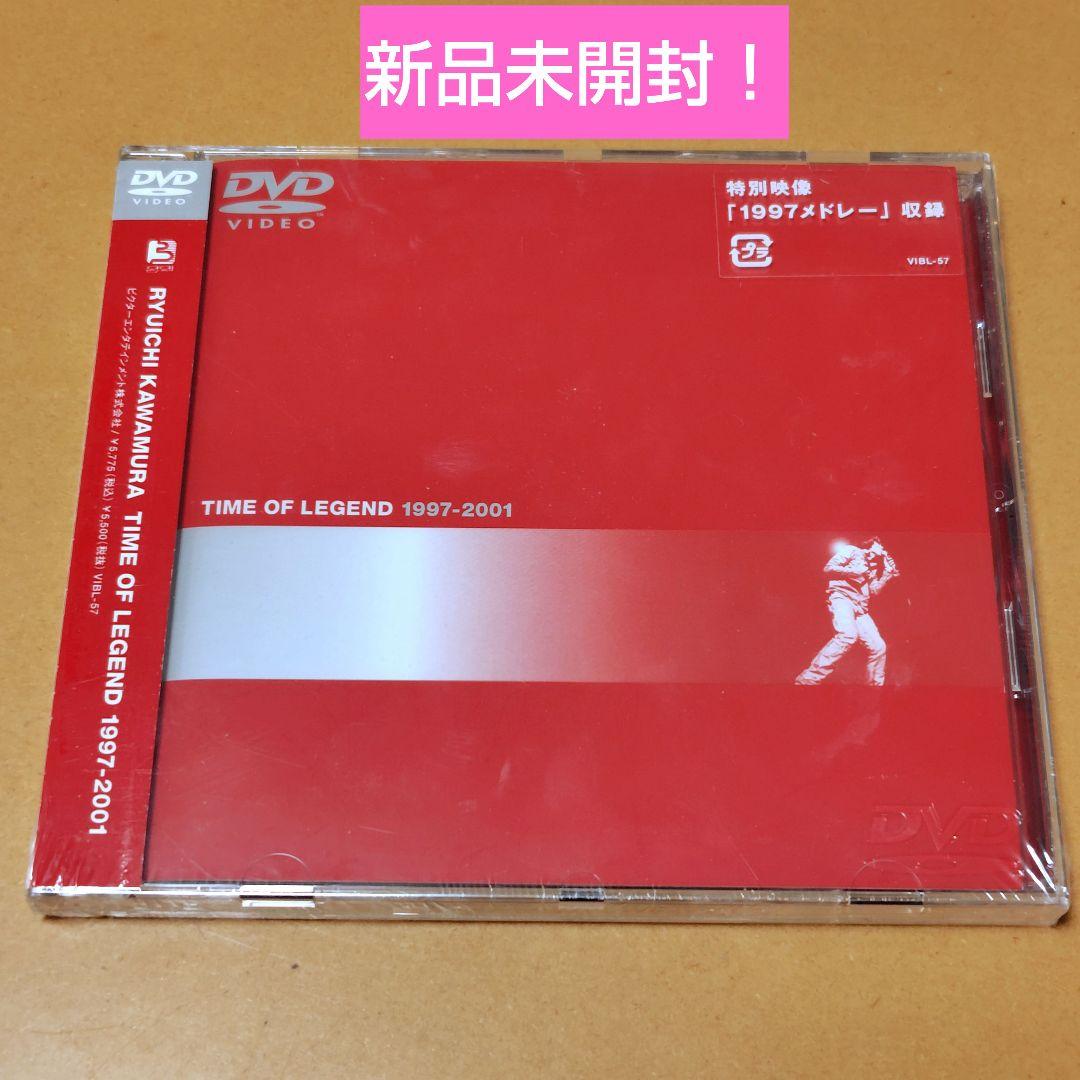 新品未開封!
DVD
VIDEO
DVD
VIDEO
特別映像
「1997メドレー」収録
プラ
VIBL-57
RYUICHI KAWAMURA TIME OF LEGEND 1997-2001
ビクターエンタテインメント株式会社/¥5,775(税込)¥5,500(税抜)VIBL-57
TIME OF LEGEND 1997-2001
DVD